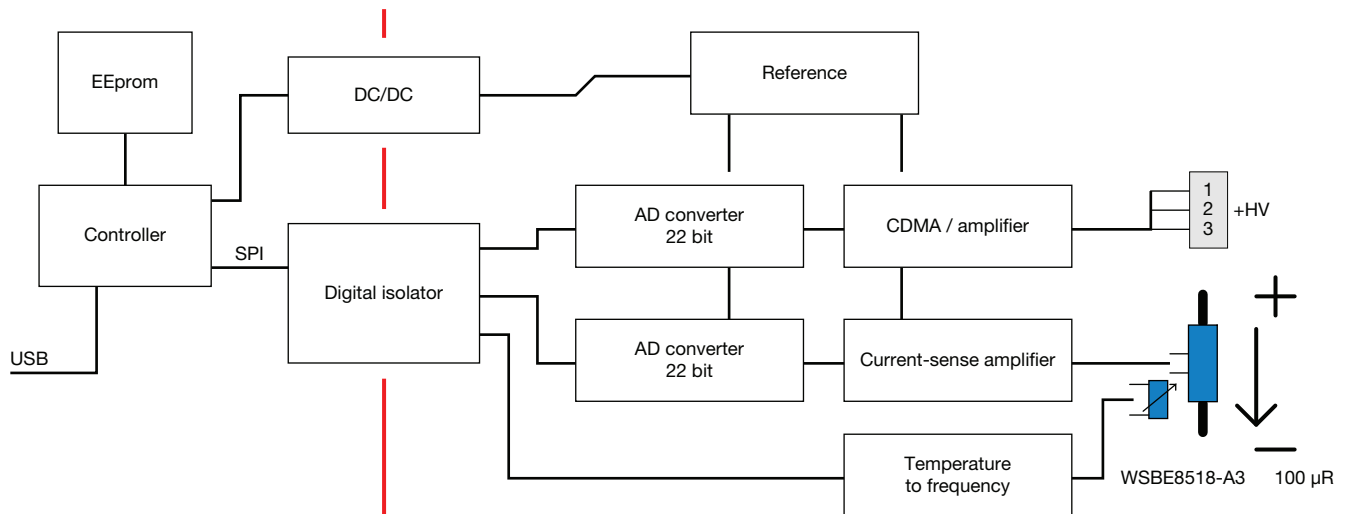 EEprom
DC/DC
Reference
Controller
SPI
Digital isolator
USB
AD converter
22 bit
CDMA / amplifier
1
2
3
+HV
AD converter
22 bit
Current-sense amplifier
Temperature
to frequency
+
−
WSBE8518-A3 100 µR